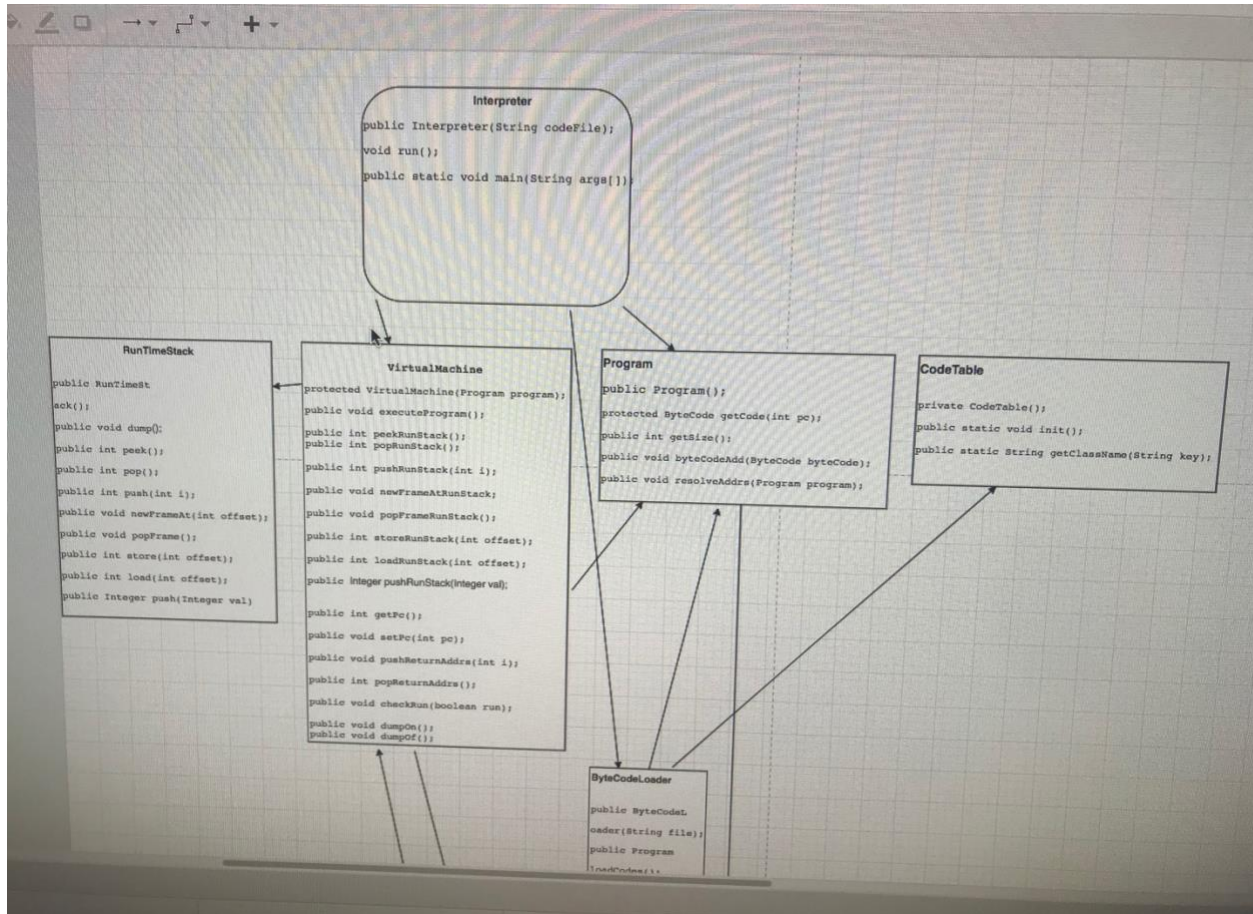 Interpreter
public Interpreter(String codeFile);
void run();
public static void main(String args[])
RunTimeStack
public RunTimeSt
ack();
public void dump();
public int peek();
public int pop();
public int push(int i);
public void newFrameAt(int offset);
public void popFrame();
public int store(int offset);
public int load(int offset);
public Integer push(Integer val)
VirtualMachine
protected VirtualMachine(Program program);
public void executeProgram();
public int peekRunStack();
public int popRunStack();
public int pushRunStack(int i);
public void newFrameAtRunStack;
public void popFrameRunStack();
public int storeRunStack(int offset);
public int loadRunStack(int offset);
public Integer pushRunStack(Integer val);
public int getPc();
public void setPc(int pc);
public void pushReturnAddrs(int i);
public int popReturnAddrs();
public void checkRun(boolean run);
public void dumpOn();
public void dumpOf();
Program
public Program();
protected ByteCode getCode(int pc);
public int getSize();
public void byteCodeAdd(ByteCode byteCode);
public void resolveAddrs(Program program);
CodeTable
private CodeTable();
public static void init();
public static String getClassName(String key);
ByteCodeLoader
public ByteCodeL
oader(String file);
public Program
loadCodes();